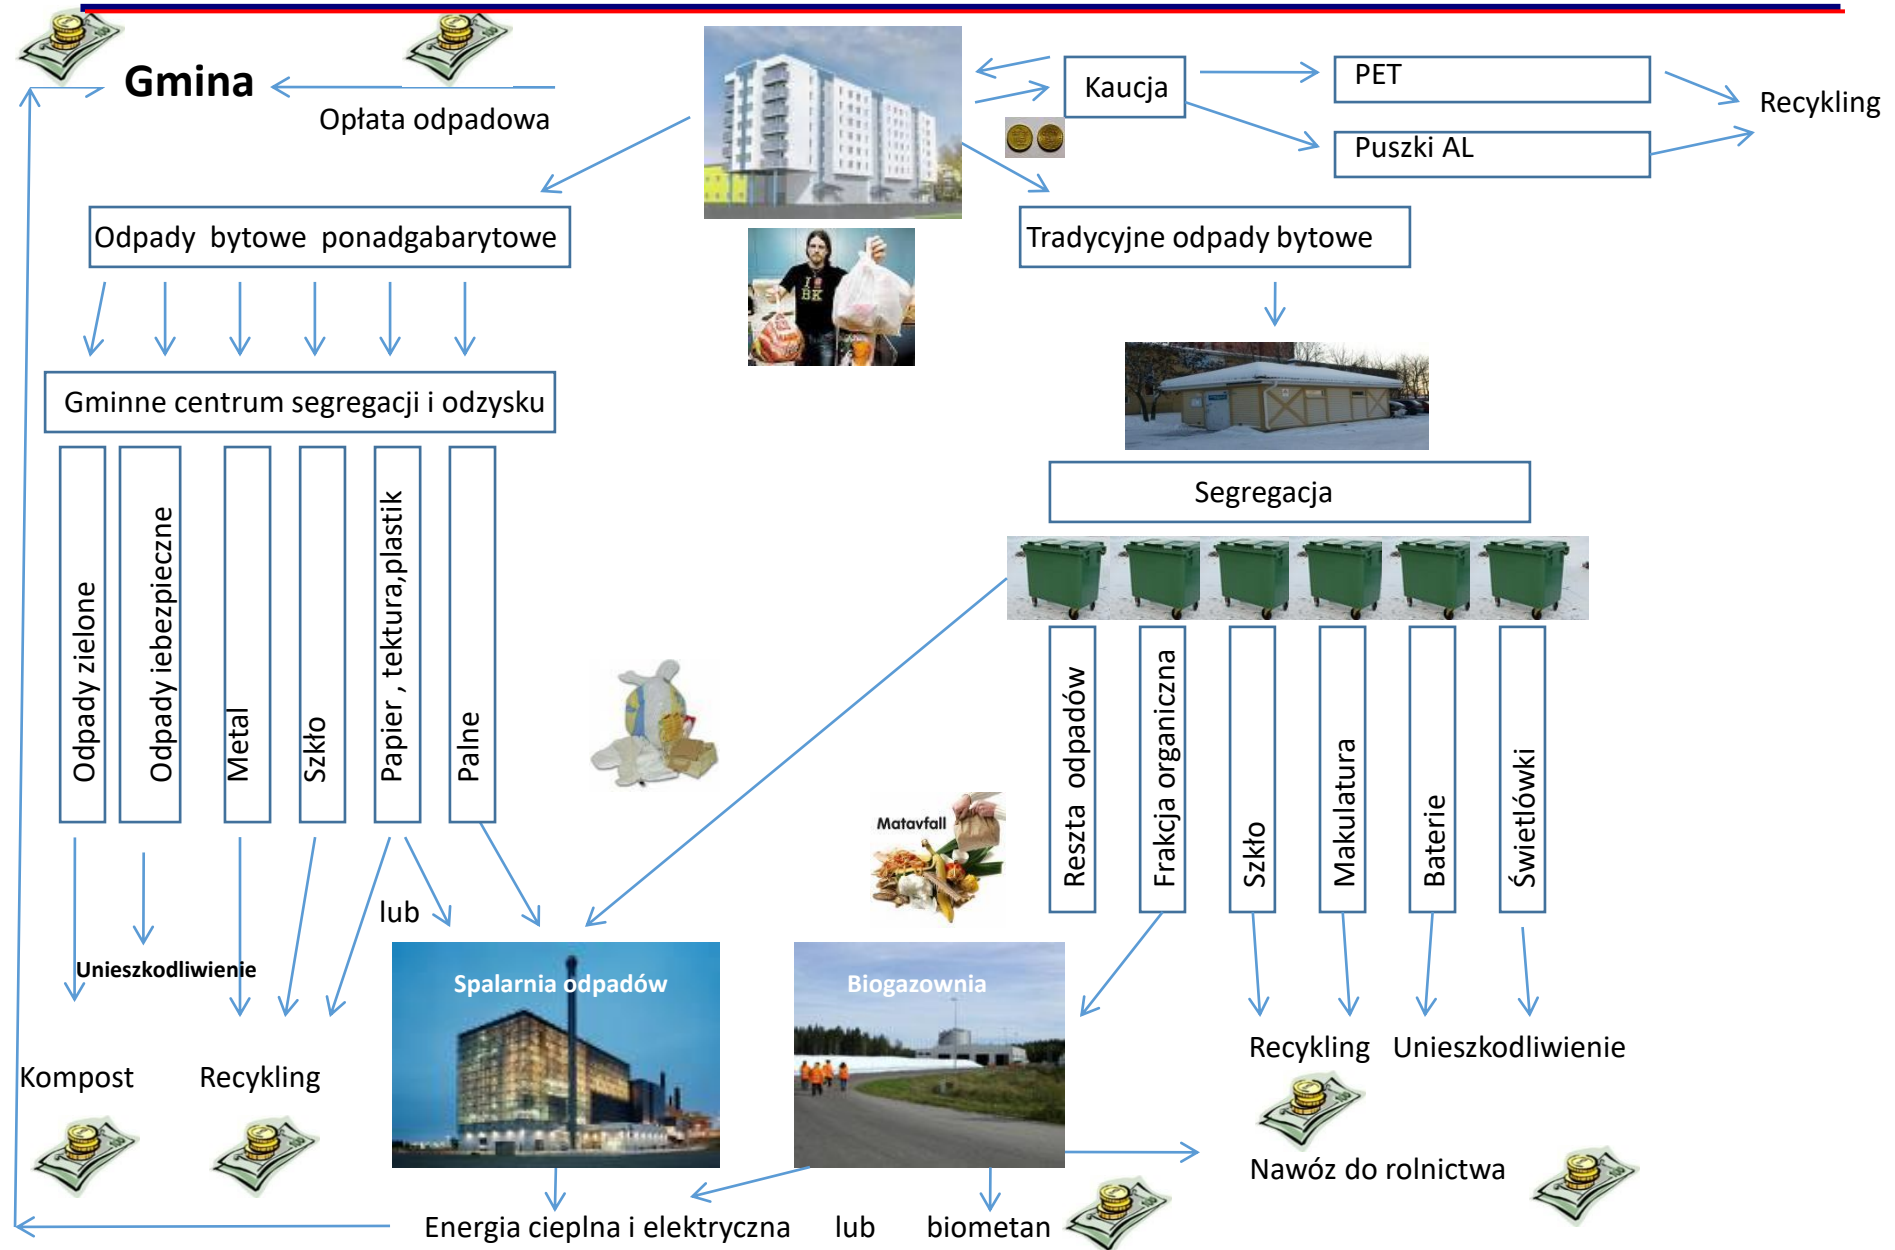 Gmina
Opłata odpadowa
Kaucja
PET
Puszki AL
Recykling
Odpady bytowe ponadgabarytowe
Tradycyjne odpady bytowe
I
BK
Gminne centrum segregacji i odzysku
Segregacja
Odpady zielone
Odpady iebezpieczne
Metal
Szkło
Papier , tektura,plastik
Palne
Reszta odpadów
Frakcja organiczna
Szkło
Makulatura
Baterie
Świetlówki
Matavfall
lub
Unieszkodliwienie
Spalarnia odpadów
Biogazownia
Kompost
Recykling
Recykling
Unieszkodliwienie
Nawóz do rolnictwa
Energia cieplna i elektryczna lub biometan